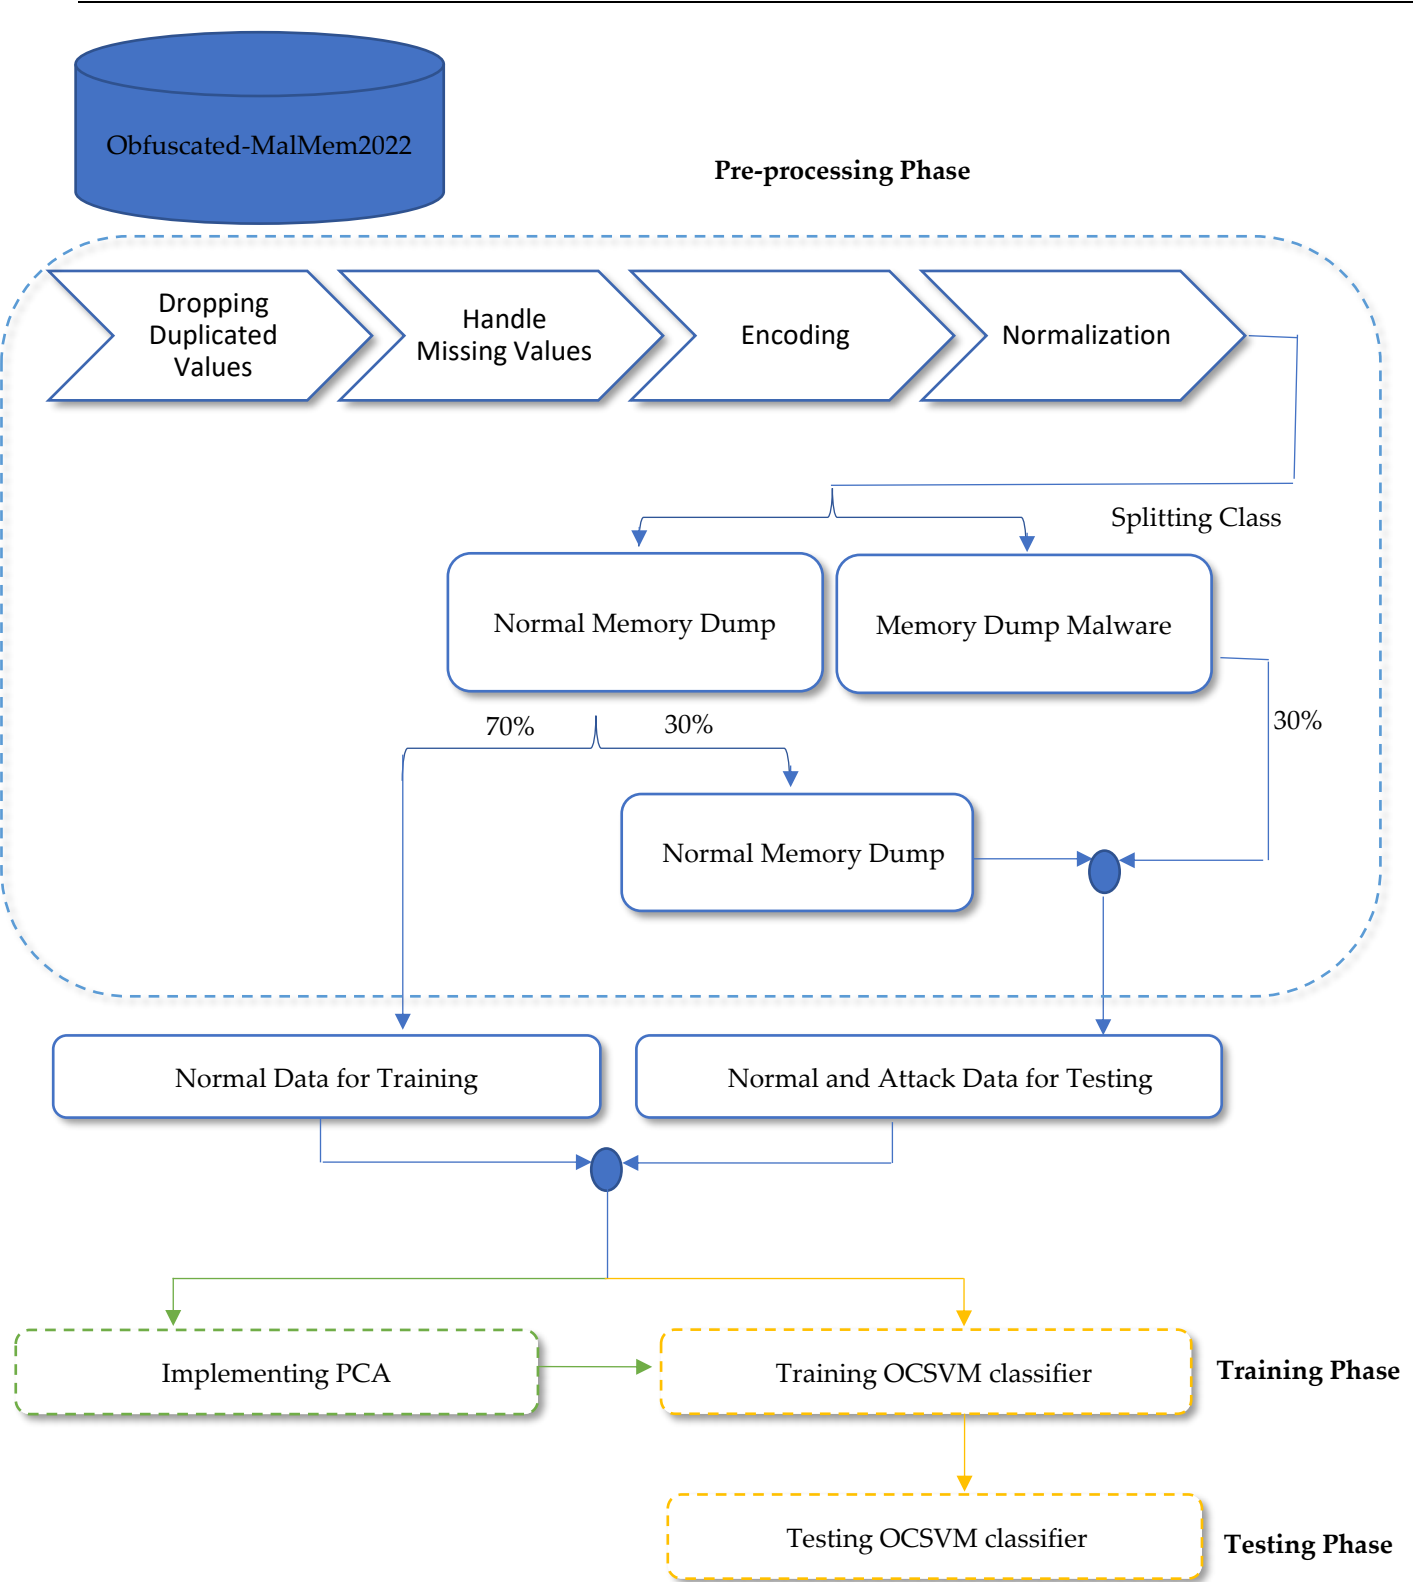 Obfuscated-MalMem2022
Pre-processing Phase
Dropping
Duplicated
Values
Handle
Missing Values
Encoding
Normalization
Splitting Class
Normal Memory Dump
Memory Dump Malware
70%
30%
30%
Normal Memory Dump
Normal Data for Training
Normal and Attack Data for Testing
Implementing PCA
Training OCSVM classifier
Training Phase
Testing OCSVM classifier
Testing Phase